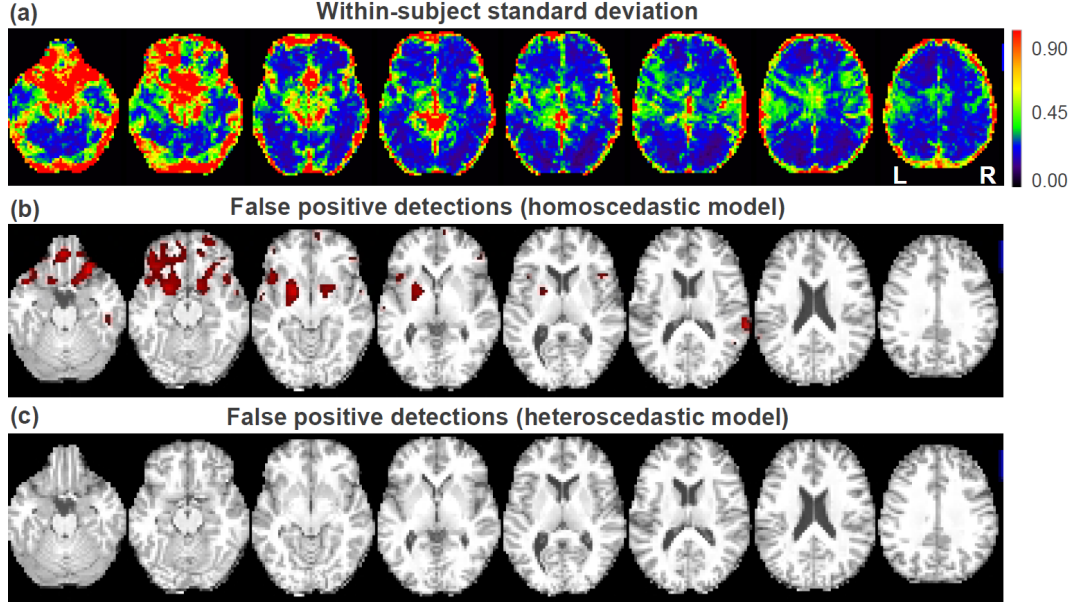 (a) Within-subject standard deviation
0.90
0.45
0.00
L R
(b) False positive detections (homoscedastic model)
(c) False positive detections (heteroscedastic model)